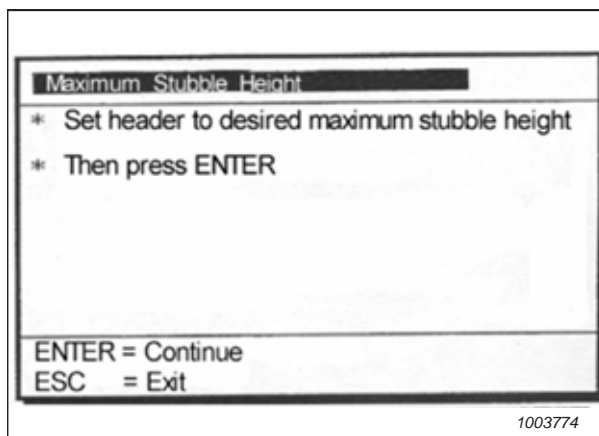 Maximum Stubble Height
* Set header to desired maximum stubble height
* Then press ENTER
ENTER = Continue
ESC = Exit
1003774